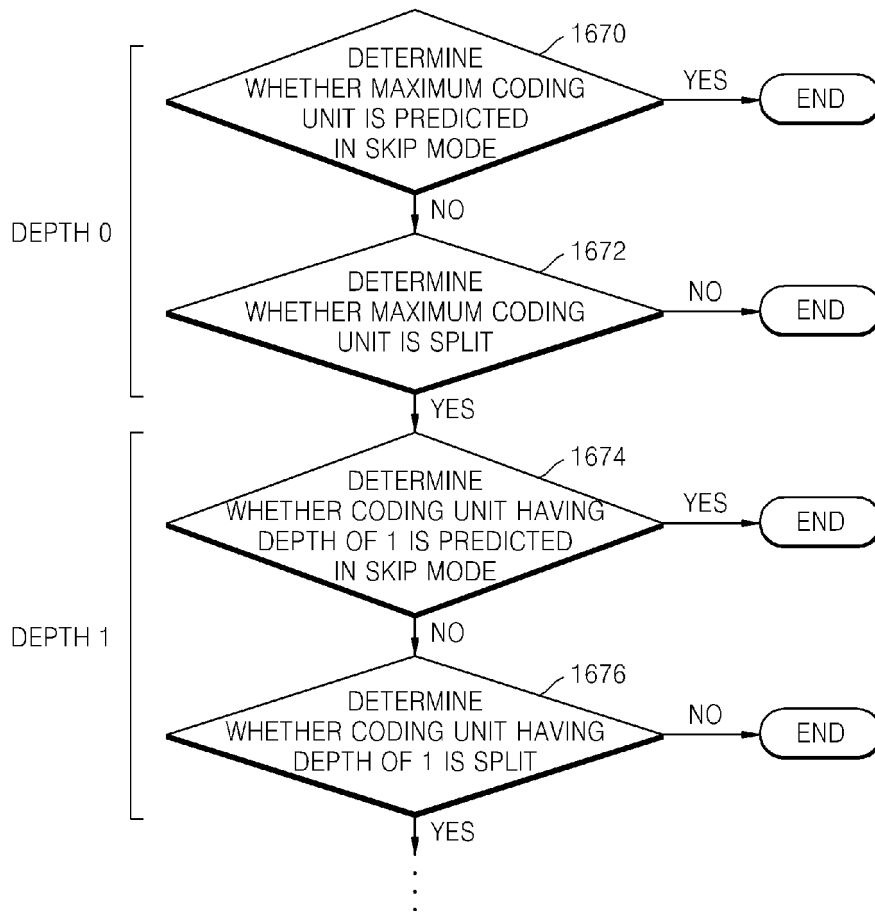 1670
DETERMINE
WHETHER MAXIMUM CODING
UNIT IS PREDICTED
IN SKIP MODE
YES
END
NO
DEPTH 0
1672
DETERMINE
WHETHER MAXIMUM CODING
UNIT IS SPLIT
NO
END
YES
1674
DETERMINE
WHETHER CODING UNIT HAVING
DEPTH OF 1 IS PREDICTED
IN SKIP MODE
YES
END
NO
DEPTH 1
1676
DETERMINE
WHETHER CODING UNIT HAVING
DEPTH OF 1 IS SPLIT
NO
END
YES